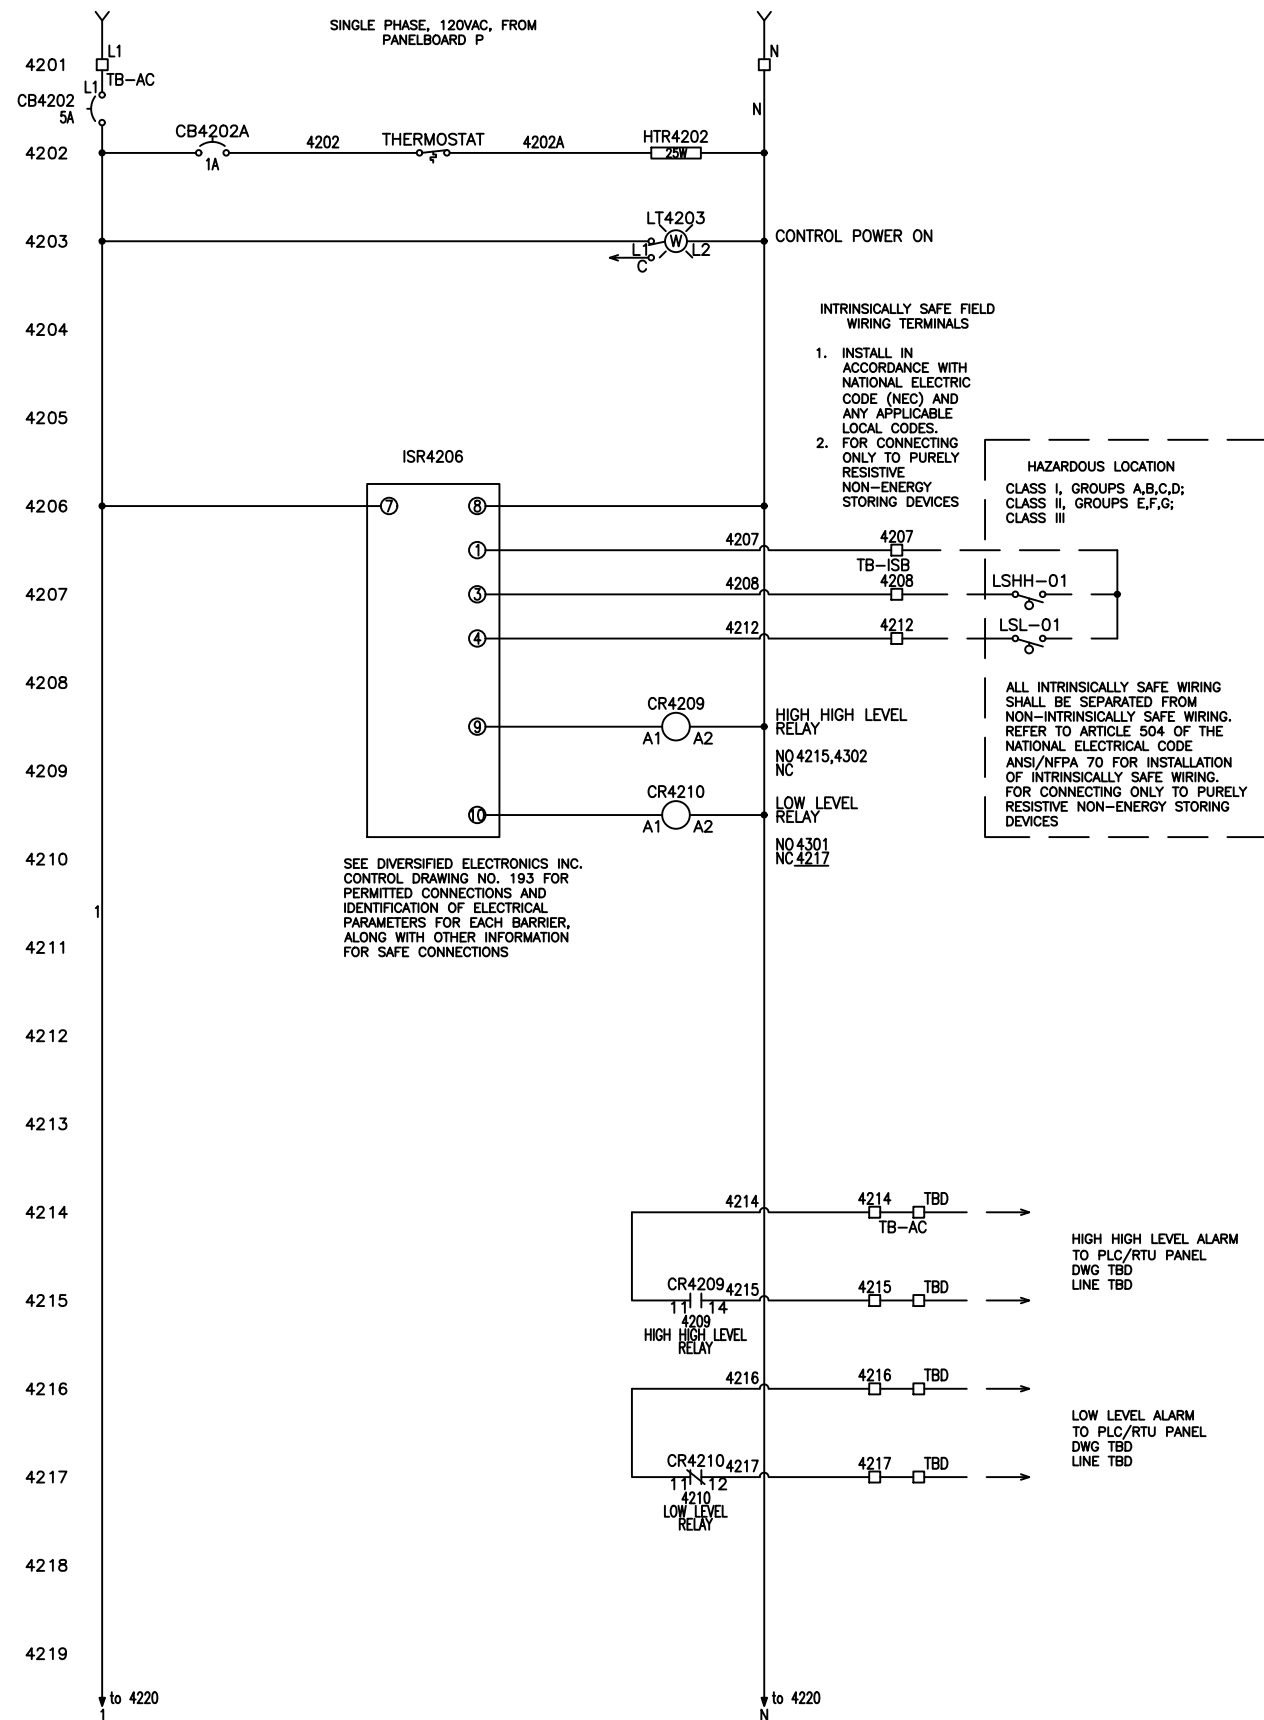 SINGLE PHASE, 120VAC, FROM
PANELBOARD P
L1
N
4201
TB-AC
L1
CB4202
5A
N
CB4202A
4202
THERMOSTAT
4202A
HTR4202
4202
1A
25W
LT4203
4203
W
CONTROL POWER ON
L1
L2
C
INTRINSICALLY SAFE FIELD
WIRING TERMINALS
4204
1. INSTALL IN
ACCORDANCE WITH
NATIONAL ELECTRIC
CODE (NEC) AND
ANY APPLICABLE
LOCAL CODES.
2. FOR CONNECTING
ONLY TO PURELY
RESISTIVE
NON-ENERGY
STORING DEVICES
4205
ISR4206
HAZARDOUS LOCATION
CLASS I, GROUPS A,B,C,D;
CLASS II, GROUPS E,F,G;
CLASS III
4206
7
8
4207
4207
1
TB-ISB
4208
4208
LSHH-01
4207
3
4212
4212
LSL-01
4
4208
ALL INTRINSICALLY SAFE WIRING
SHALL BE SEPARATED FROM
NON-INTRINSICALLY SAFE WIRING.
REFER TO ARTICLE 504 OF THE
NATIONAL ELECTRICAL CODE
ANSI/NFPA 70 FOR INSTALLATION
OF INTRINSICALLY SAFE WIRING.
FOR CONNECTING ONLY TO PURELY
RESISTIVE NON-ENERGY STORING
DEVICES
CR4209
9
A1
A2
HIGH HIGH LEVEL
RELAY
NO 4215,4302
NC
4209
CR4210
10
A1
A2
LOW LEVEL
RELAY
NO 4301
NC 4217
4210
SEE DIVERSIFIED ELECTRONICS INC.
CONTROL DRAWING NO. 193 FOR
PERMITTED CONNECTIONS AND
IDENTIFICATION OF ELECTRICAL
PARAMETERS FOR EACH BARRIER,
ALONG WITH OTHER INFORMATION
FOR SAFE CONNECTIONS
1
4211
4212
4213
4214
4214
4214
TBD
TB-AC
HIGH HIGH LEVEL ALARM
TO PLC/RTU PANEL
DWG TBD
LINE TBD
4215
CR4209
4215
4215
TBD
11
14
4209
HIGH HIGH LEVEL
RELAY
4216
4216
4216
TBD
LOW LEVEL ALARM
TO PLC/RTU PANEL
DWG TBD
LINE TBD
4217
CR4210
4217
4217
TBD
11
12
4210
LOW LEVEL
RELAY
4218
4219
to 4220
1
to 4220
N